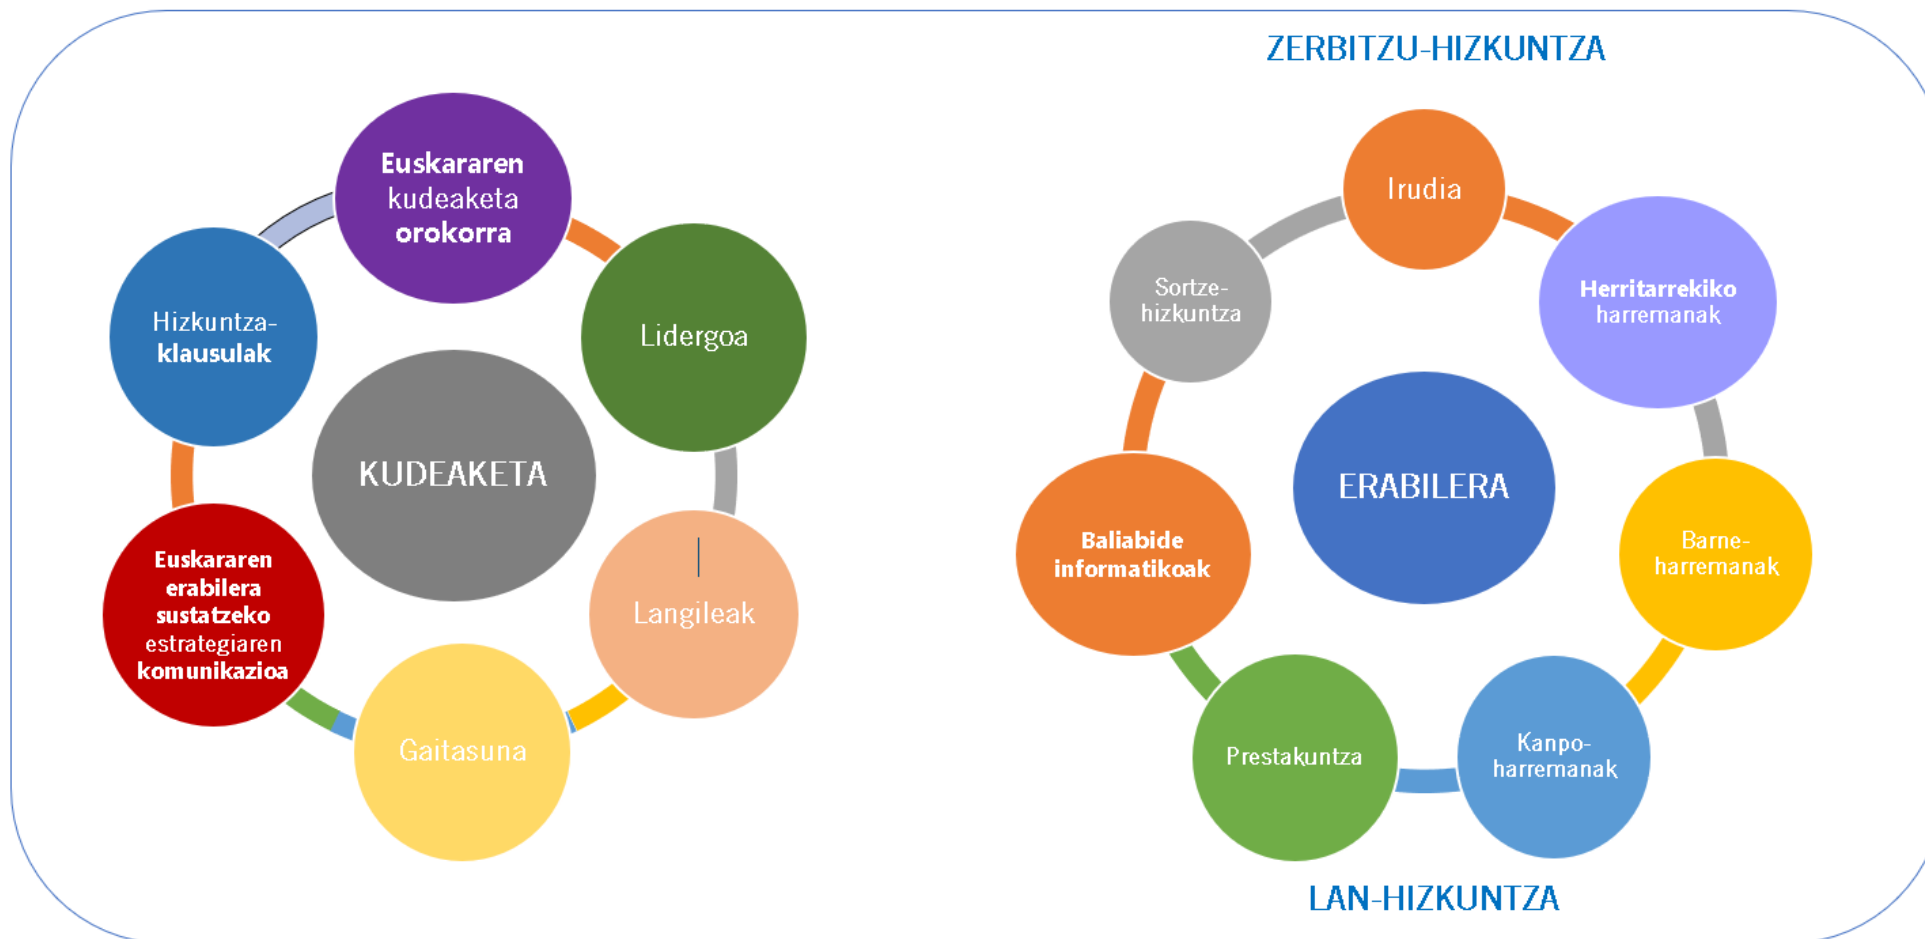 Euskararen
kudeaketa
orokorra
Lidergoa
Langileak
Gaitasuna
Euskararen
erabilera
sustatzeko
estrategiaren
komunikazioa
Hizkuntza-
klausulak
KUDEAKETA
ZERBITZU-HIZKUNTZA
Irudia
Herritarrekiko
harremanak
Barne-
harremanak
Kanpo-
harremanak
Prestakuntza
Baliabide
informatikoak
Sortze-
hizkuntza
ERABILERA
LAN-HIZKUNTZA